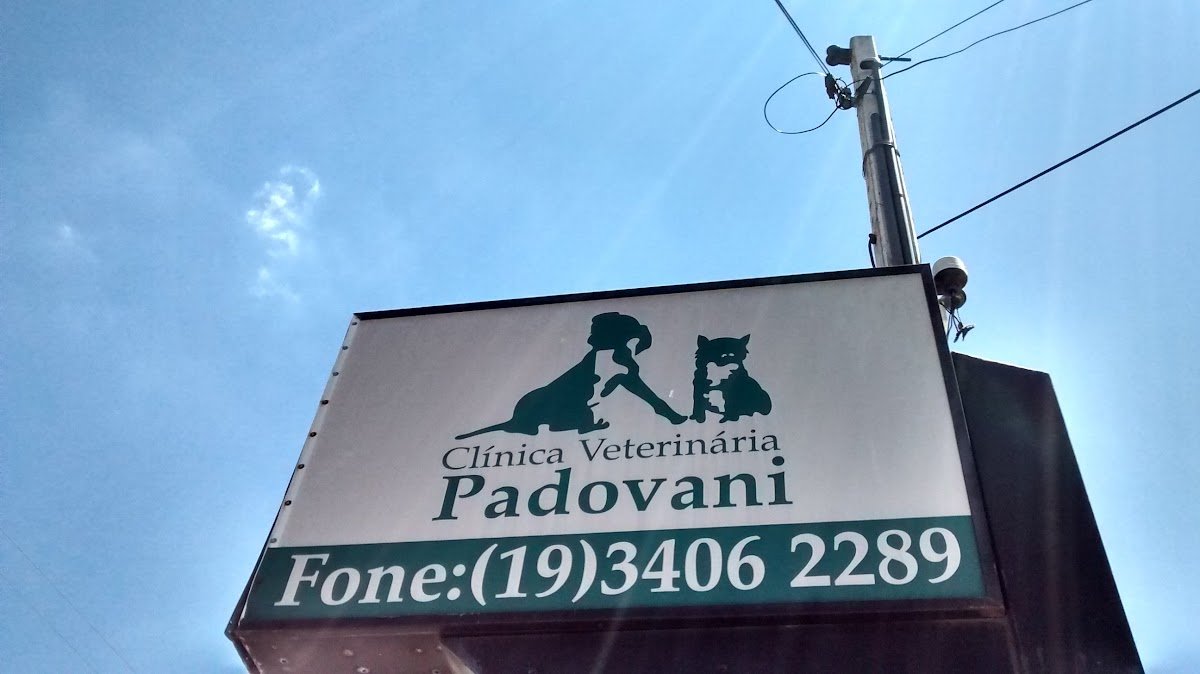 Clínica Veterinária
Padovani
Fone:(19)3406 2289